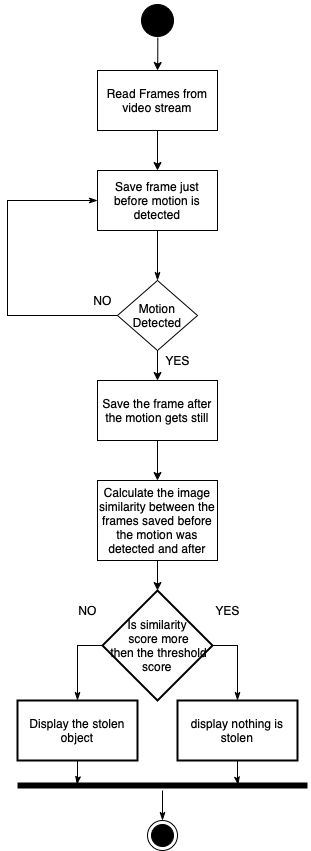 Read Frames from
video stream
Save frame just
before motion is
detected
NO
Motion
Detected
YES
Save the frame after
the motion gets still
Calculate the image
similarity between the
frames saved before
the motion was
detected and after
NO
YES
Is similarity
score more
then the threshold
score
Display the stolen
object
display nothing is
stolen